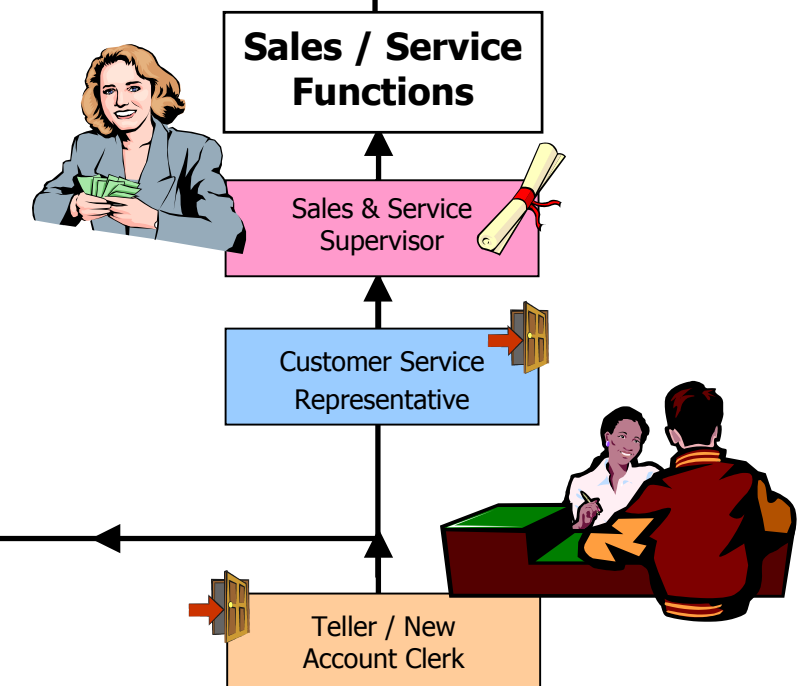 Sales / Service
Functions
Sales & Service
Supervisor
Customer Service
Representative
Teller / New
Account Clerk